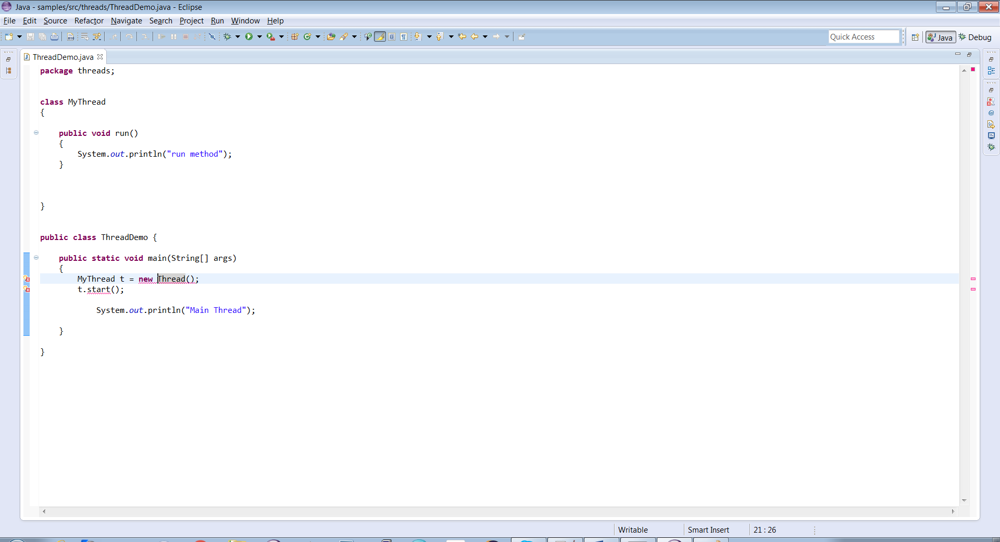 Java - samples/src/threads/ThreadDemo.java - Eclipse
File Edit Source Refactor Navigate Search Project Run Window Help
Quick Access
Java
Debug
ThreadDemo.java
package threads;
class MyThread
{
public void run()
{
System.out.println("run method");
}
}
public class ThreadDemo {
public static void main(String[] args)
{
MyThread t = new Thread();
t.start();
System.out.println("Main Thread");
}
}
Writable
Smart Insert
21 : 26